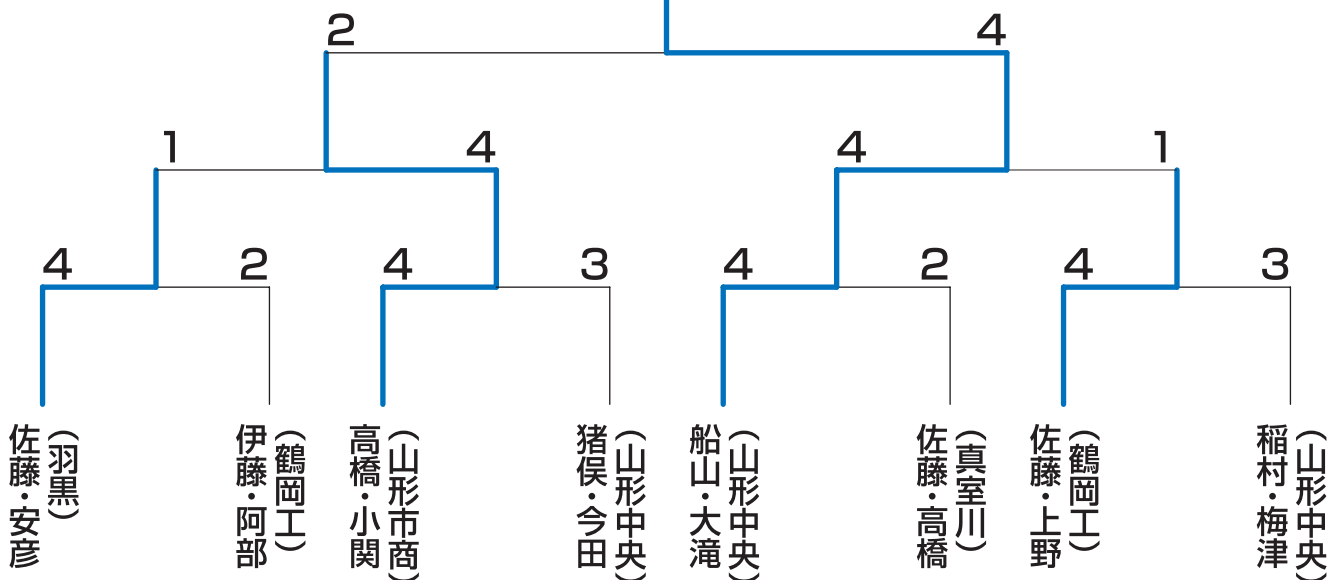 2
4
1
4
4
1
4
2
4
3
4
2
4
3
佐藤・安彦
(羽黒)
伊藤・阿部
(鶴岡工)
高橋・小関
(山形市商)
猪俣・今田
(山形中央)
船山・大滝
(山形中央)
佐藤・高橋
(真室川)
佐藤・上野
(鶴岡工)
稲村・梅津
(山形中央)